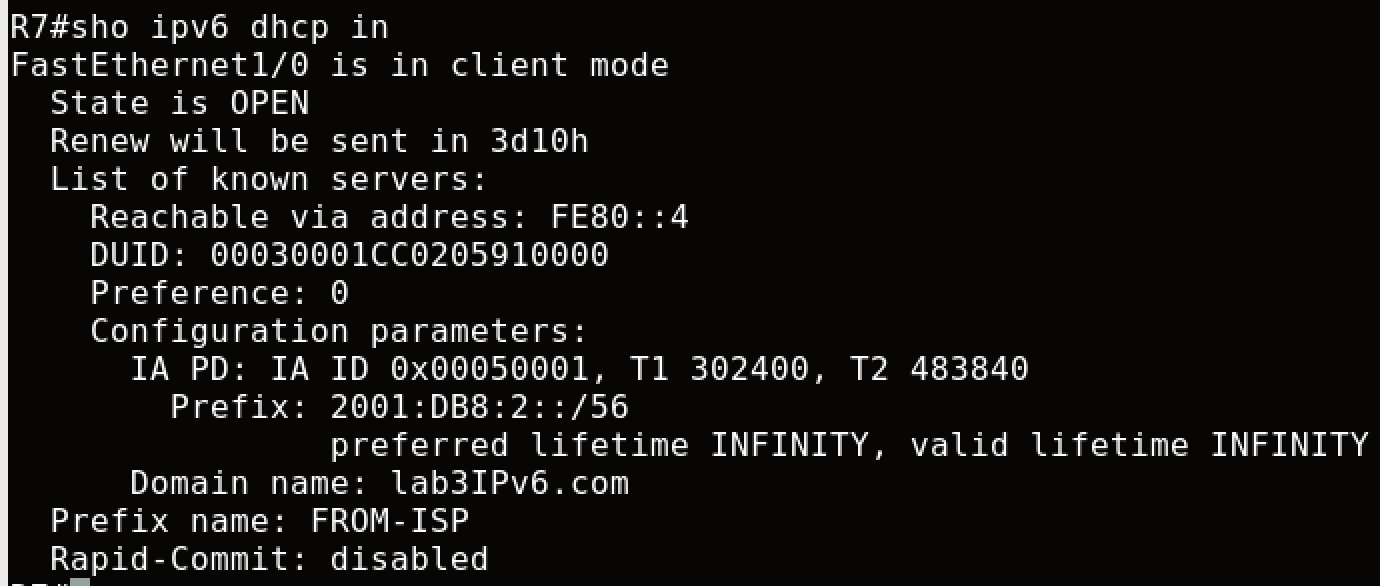 R7#sho ipv6 dhcp in
FastEthernet1/0 is in client mode
State is OPEN
Renew will be sent in 3d10h
List of known servers:
Reachable via address: FE80::4
DUID: 00030001CC0205910000
Preference: 0
Configuration parameters:
IA PD: IA ID 0x00050001, T1 302400, T2 483840
Prefix: 2001:DB8:2::/56
preferred lifetime INFINITY, valid lifetime INFINITY
Domain name: lab3IPv6.com
Prefix name: FROM-ISP
Rapid-Commit: disabled
R7#